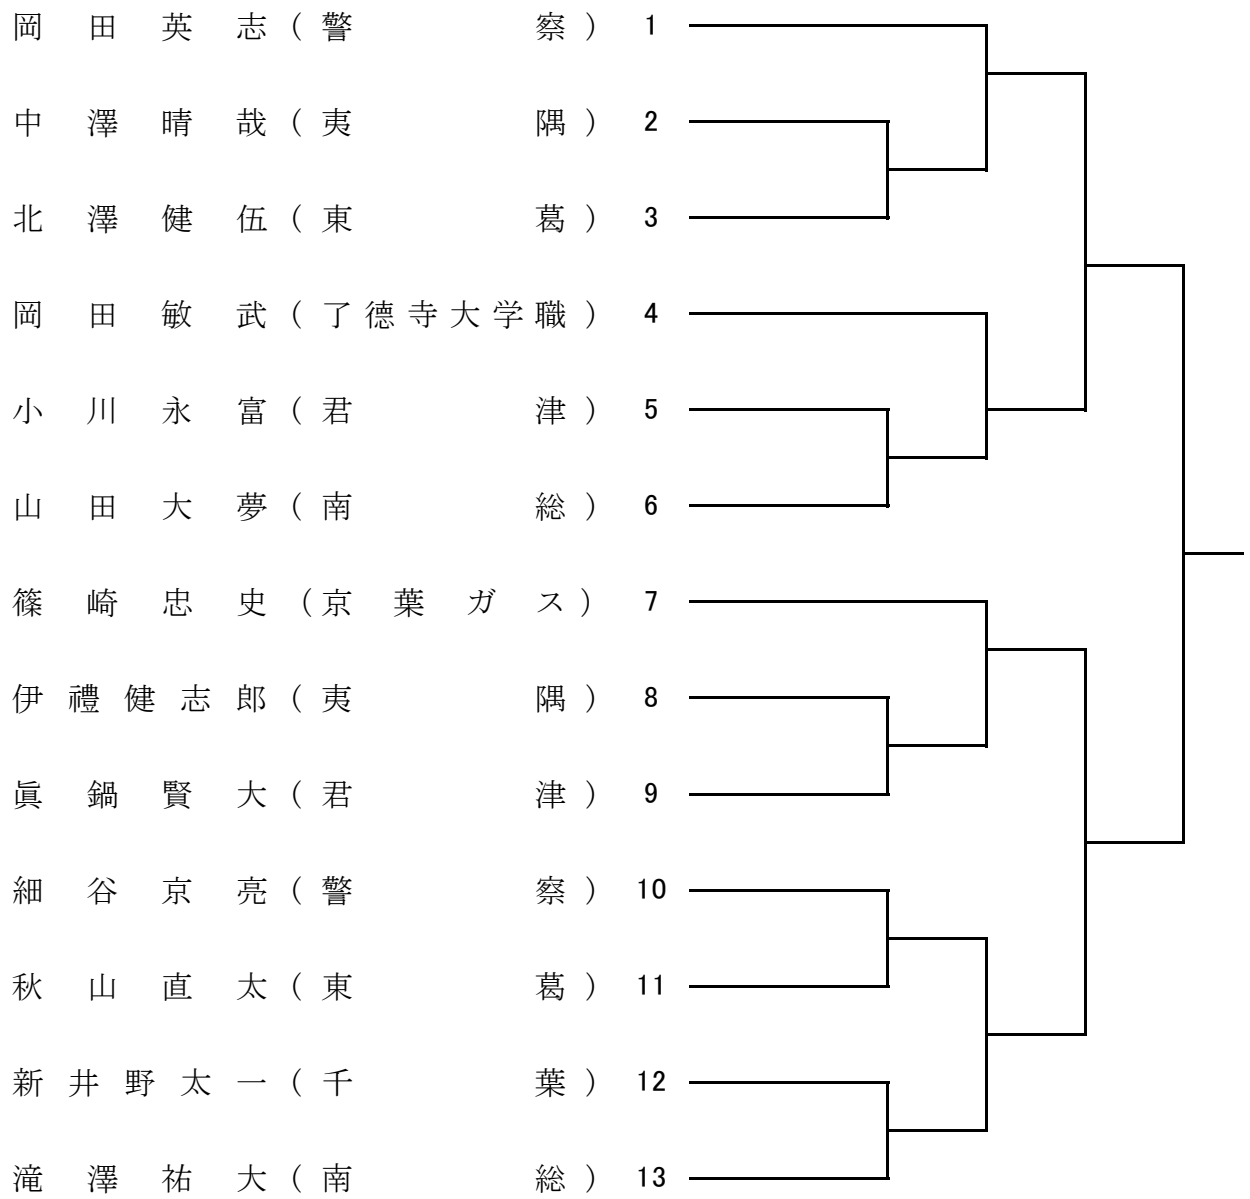 岡田英志(警察) 1
中澤晴哉(夷隅) 2
北澤健伍(東葛) 3
岡田敏武(了德寺大学職) 4
小川永富(君津) 5
山田大夢(南総) 6
篠崎忠史(京葉ガス) 7
伊禮健志郎(夷隅) 8
眞鍋賢大(君津) 9
細谷京亮(警察) 10
秋山直太(東葛) 11
新井野太一(千葉) 12
滝澤祐大(南総) 13